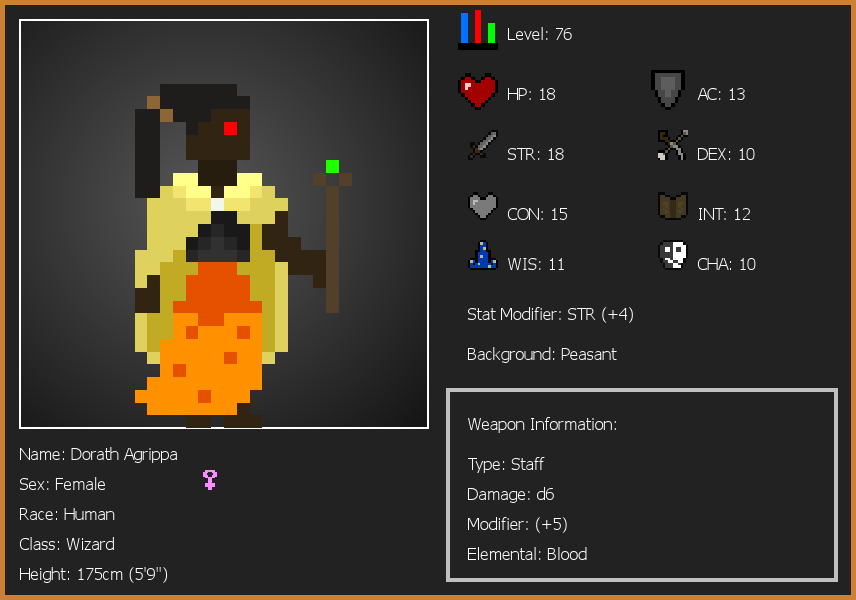 Level: 76
HP: 18
AC: 13
STR: 18
DEX: 10
CON: 15
INT: 12
WIS: 11
CHA: 10
Stat Modifier: STR (+4)
Background: Peasant
Weapon Information:
Type: Staff
Damage: d6
Modifier: (+5)
Elemental: Blood
Name: Dorath Agrippa
Sex: Female
Race: Human
Class: Wizard
Height: 175cm (5'9")